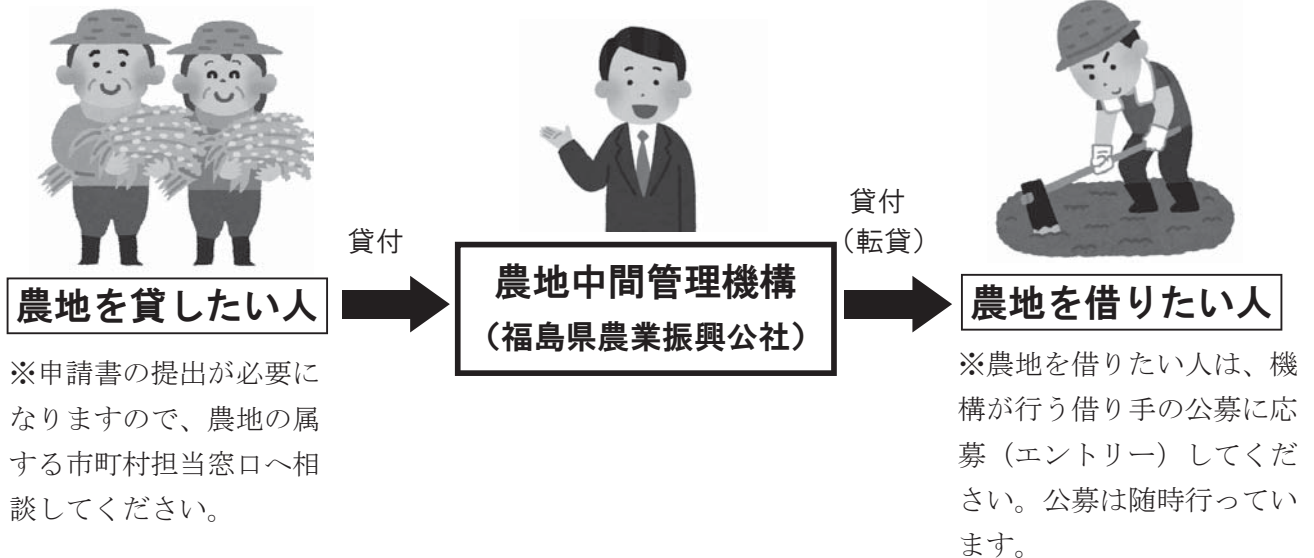 貸付
貸付
(転貸)
農地を貸したい人
農地中間管理機構
(福島県農業振興公社)
農地を借りたい人
※申請書の提出が必要に
なりますので、農地の属
する市町村担当窓口へ相
談してください。
※農地を借りたい人は、機
構が行う借り手の公募に応
募（エントリー）してくだ
さい。公募は随時行ってい
ます。